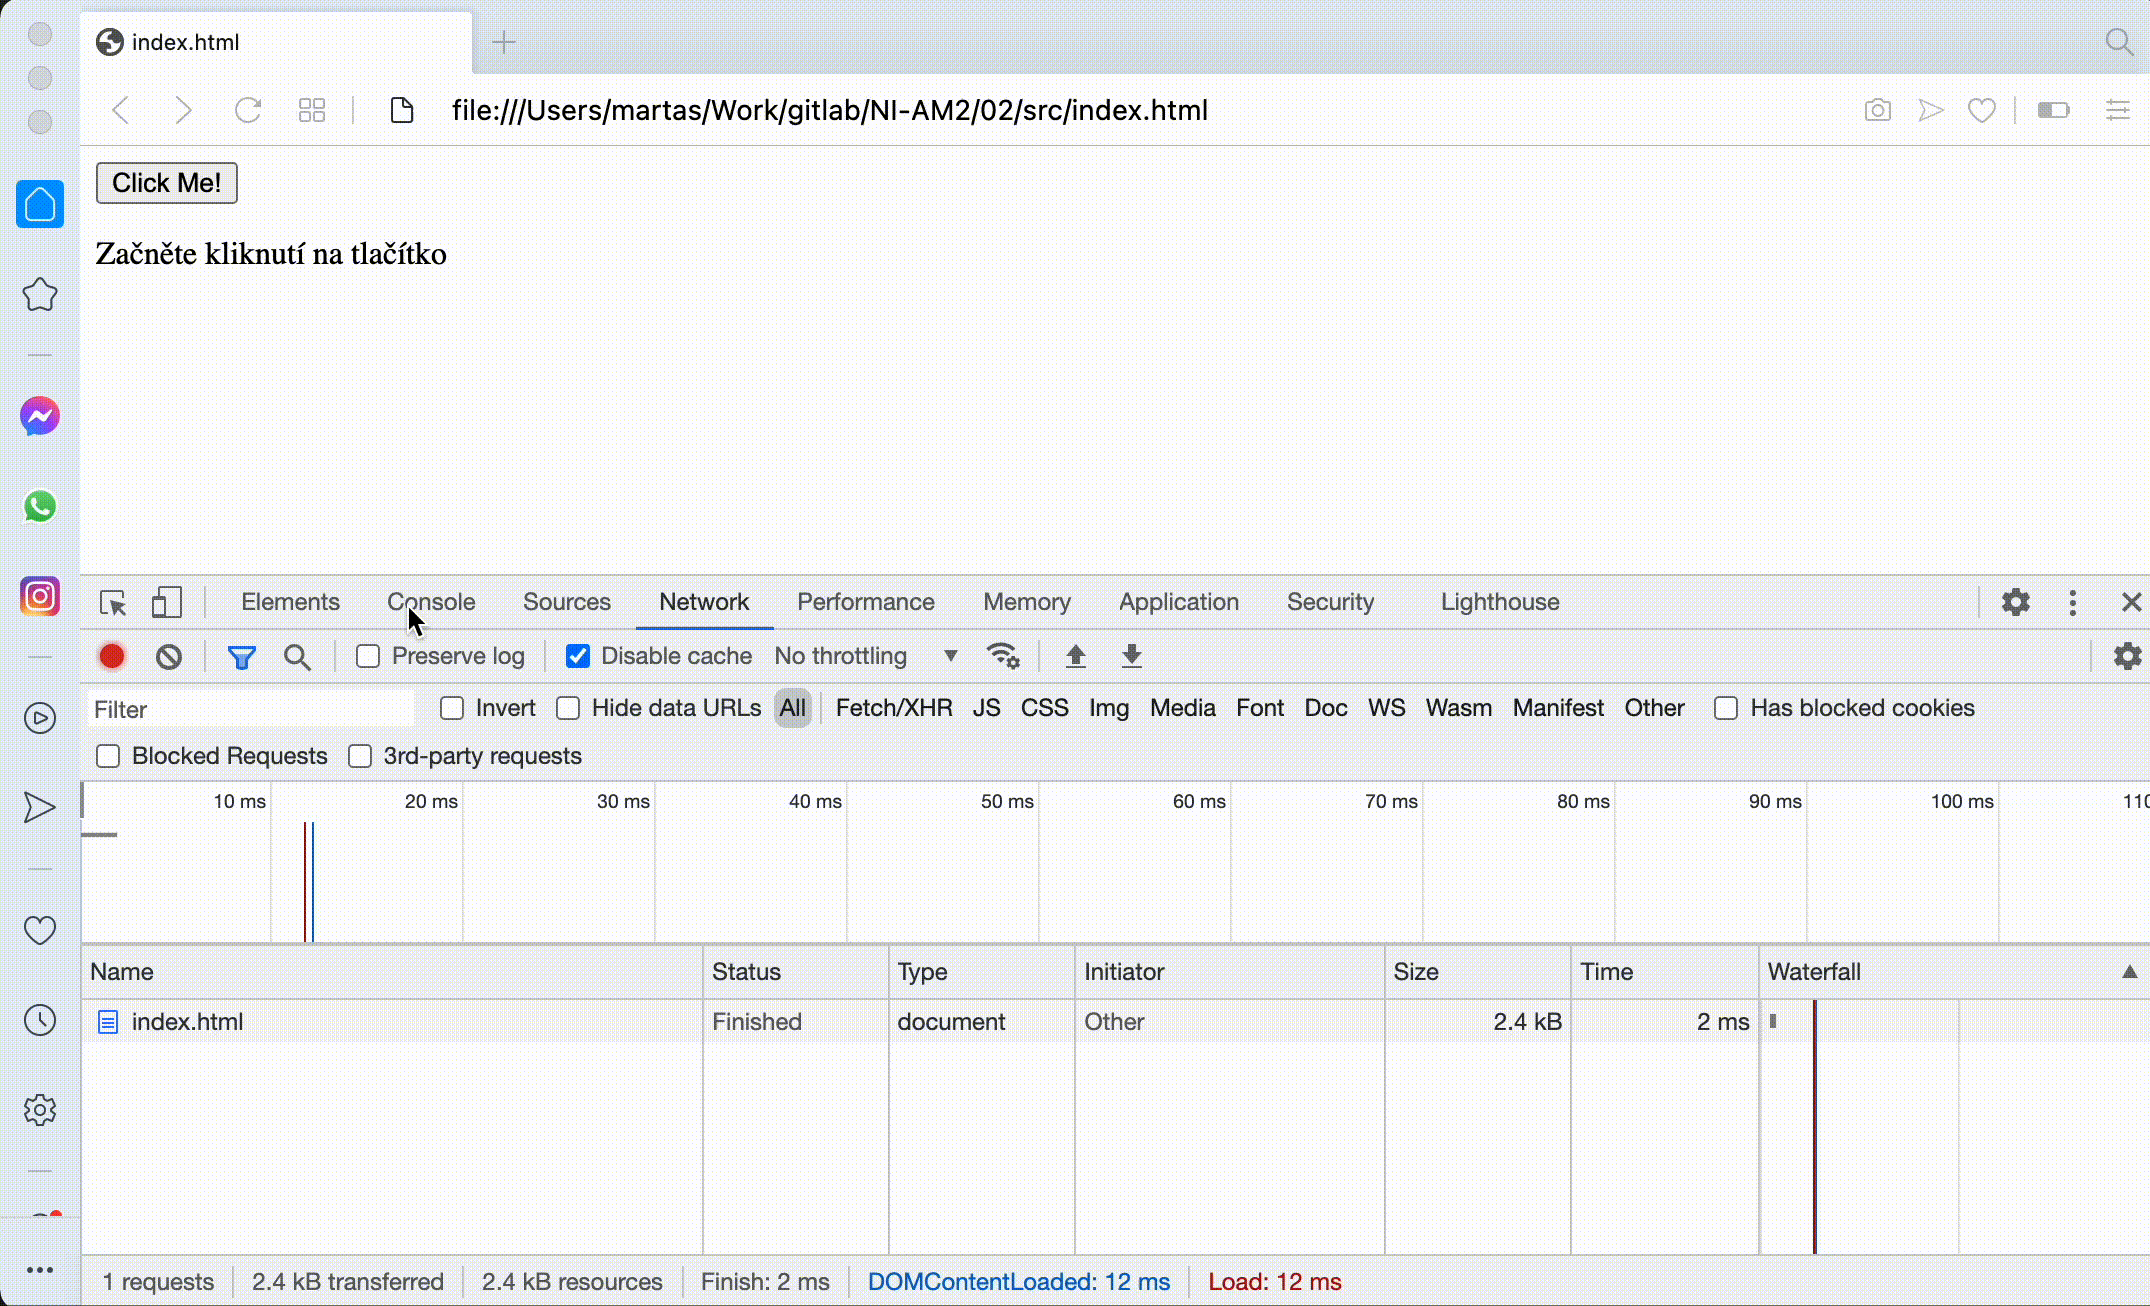 index.html
file:///Users/martas/Work/gitlab/NI-AM2/02/src/index.html
Click Me!
Začněte kliknutí na tlačítko
Elements Console Sources Network Performance Memory Application Security Lighthouse
Preserve log Disable cache No throttling
Filter Invert Hide data URLs All Fetch/XHR JS CSS Img Media Font Doc WS Wasm Manifest Other Has blocked cookies
Blocked Requests 3rd-party requests
10 ms 20 ms 30 ms 40 ms 50 ms 60 ms 70 ms 80 ms 90 ms 100 ms 110
Name Status Type Initiator Size Time Waterfall
index.html Finished document Other 2.4 kB 2 ms
1 requests 2.4 kB transferred 2.4 kB resources Finish: 2 ms DOMContentLoaded: 12 ms Load: 12 ms